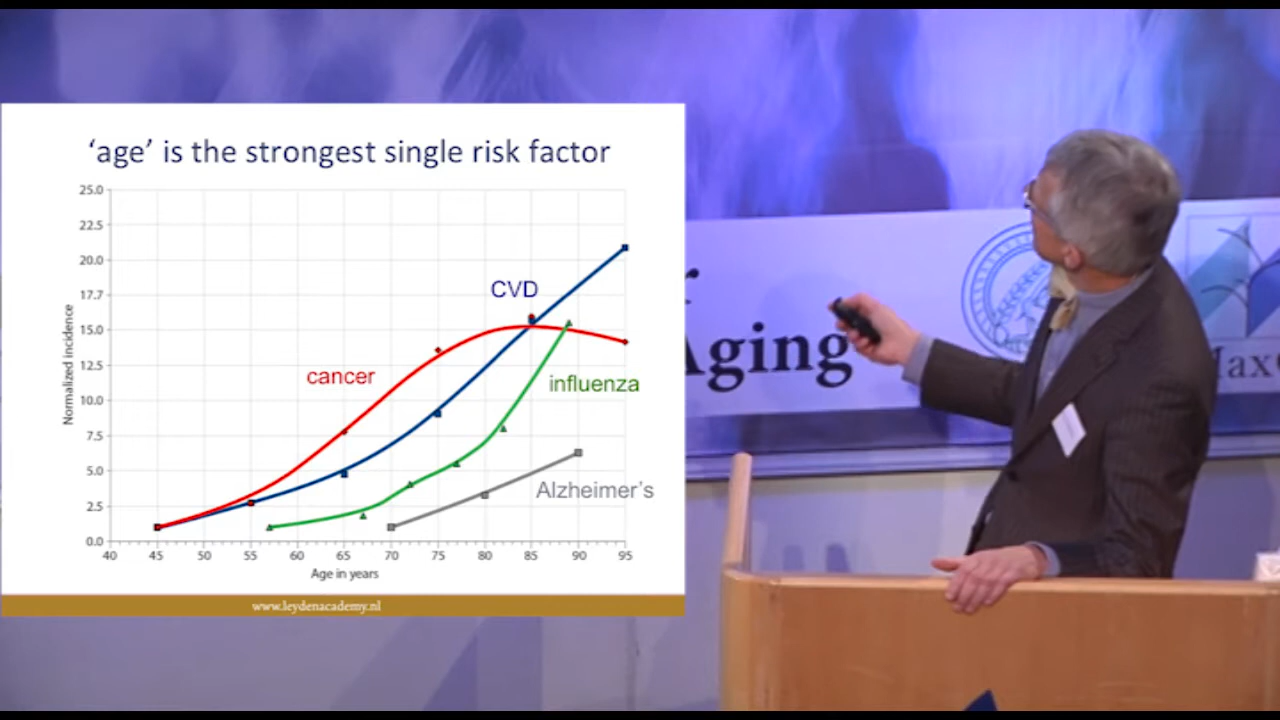 ‘age’ is the strongest single risk factor
25.0
22.5
20.0
17.7
15.0
12.5
10.0
7.5
5.0
2.5
0.0
Normalized incidence
CVD
cancer
influenza
Alzheimer’s
40 45 50 55 60 65 70 75 80 85 90 95
Age in years
www.leydenacademy.nl
Aging